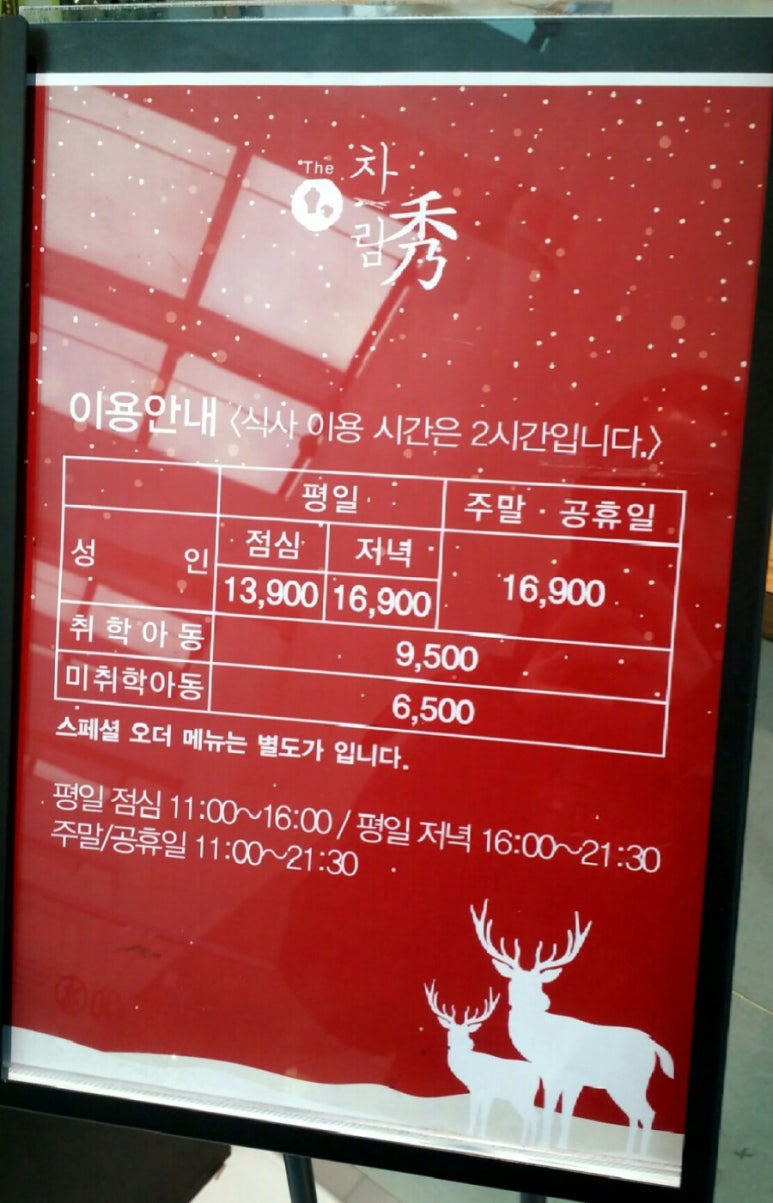 The
차림
秀
이용안내 〈식사 이용 시간은 2시간입니다.〉
평일 주말 · 공휴일
성 인 점심 저녁
13,900 16,900 16,900
취 학 아 동 9,500
미취학아동 6,500
스페셜 오더 메뉴는 별도가 입니다.
평일 점심 11:00~16:00 / 평일 저녁 16:00~21:30
주말/공휴일 11:00~21:30